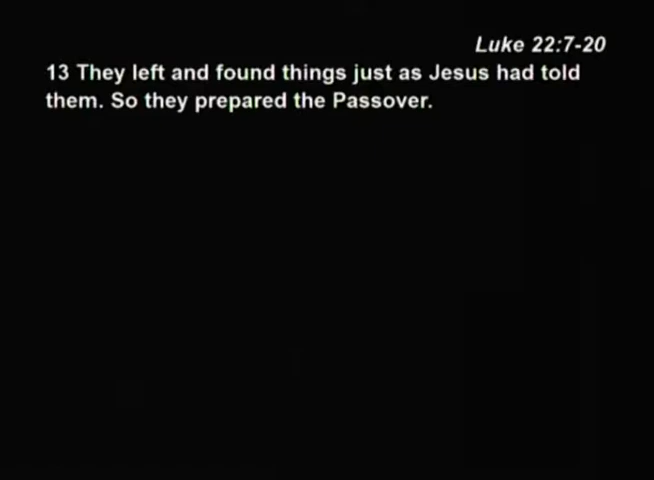 Luke 22:7-20
13 They left and found things just as Jesus had told
them. So they prepared the Passover.